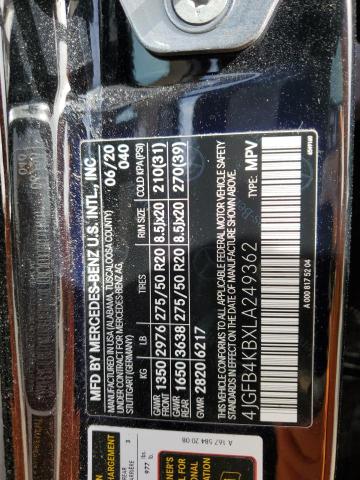 MFG BY MERCEDES-BENZ U.S. INTL., INC
MANUFACTURED IN USA (ALABAMA, TUSCALOOSA COUNTY)
FOR MERCEDES-BENZ AG,
STUTTGART (GERMANY)
06/20
040
KG LB TIRES RIM SIZE COLD KPA(PSI)
GAWR FRONT 1350 2976 275/50 R20 8.5jx20 210(31)
GAWR REAR 1650 3638 275/50 R20 8.5jx20 270(39)
GVWR 2820 6217
THIS VEHICLE CONFORMS TO ALL APPLICABLE FEDERAL MOTOR VEHICLE SAFETY STANDARDS IN EFFECT ON THE DATE OF MANUFACTURE SHOWN ABOVE.
4JGFB4KBXLA249362
TYPE: MPV
A 000 817 52 04
A 167 584 20 08
3
977 lbs.